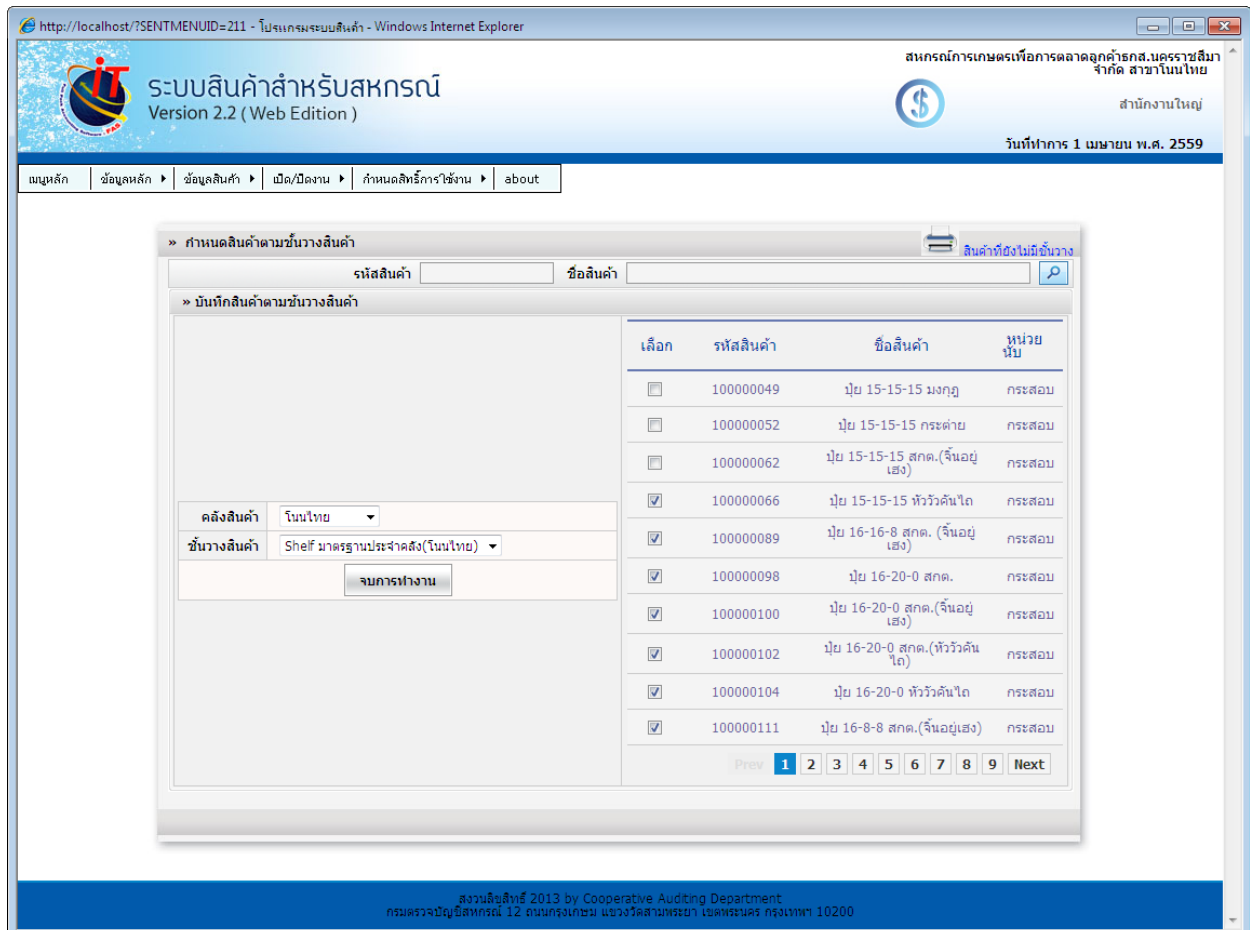 http://localhost/?SENTMENUID=211 - โปรแกรมระบบสินค้า - Windows Internet Explorer
สหกรณ์การเกษตรเพื่อการตลาดลูกค้าธกส.นครราชสีมา
จำกัด สาขาโนนไทย
ระบบสินค้าสำหรับสหกรณ์
Version 2.2 ( Web Edition )
สำนักงานใหญ่
วันที่ทำการ 1 เมษายน พ.ศ. 2559
เมนูหลัก ข้อมูลหลัก ข้อมูลสินค้า เปิด/ปิดงาน กำหนดสิทธิ์การใช้งาน about
» กำหนดสินค้าตามชั้นวางสินค้า
สินค้าที่ยังไม่มีชั้นวาง
รหัสสินค้า ชื่อสินค้า
» บันทึกสินค้าตามชั้นวางสินค้า
คลังสินค้า โนนไทย
ชั้นวางสินค้า Shelf มาตรฐานประจำคลัง(โนนไทย)
จบการทำงาน
เลือก รหัสสินค้า ชื่อสินค้า หน่วย
นับ
100000049 ปุ๋ย 15-15-15 มงกุฎ กระสอบ
100000052 ปุ๋ย 15-15-15 กระต่าย กระสอบ
100000062 ปุ๋ย 15-15-15 สกต.(จิ้นอยู่ กระสอบ
เฮง)
100000066 ปุ๋ย 15-15-15 หัววัวคันไถ กระสอบ
100000089 ปุ๋ย 16-16-8 สกต. (จิ้นอยู่ กระสอบ
เฮง)
100000098 ปุ๋ย 16-20-0 สกต. กระสอบ
100000100 ปุ๋ย 16-20-0 สกต.(จิ้นอยู่ กระสอบ
เฮง)
100000102 ปุ๋ย 16-20-0 สกต.(หัววัวคัน กระสอบ
ไถ)
100000104 ปุ๋ย 16-20-0 หัววัวคันไถ กระสอบ
100000111 ปุ๋ย 16-8-8 สกต.(จิ้นอยู่เฮง) กระสอบ
Prev 1 2 3 4 5 6 7 8 9 Next
สงวนลิขสิทธิ์ 2013 by Cooperative Auditing Department
กรมตรวจบัญชีสหกรณ์ 12 ถนนกรุงเกษม แขวงวัดสามพระยา เขตพระนคร กรุงเทพฯ 10200